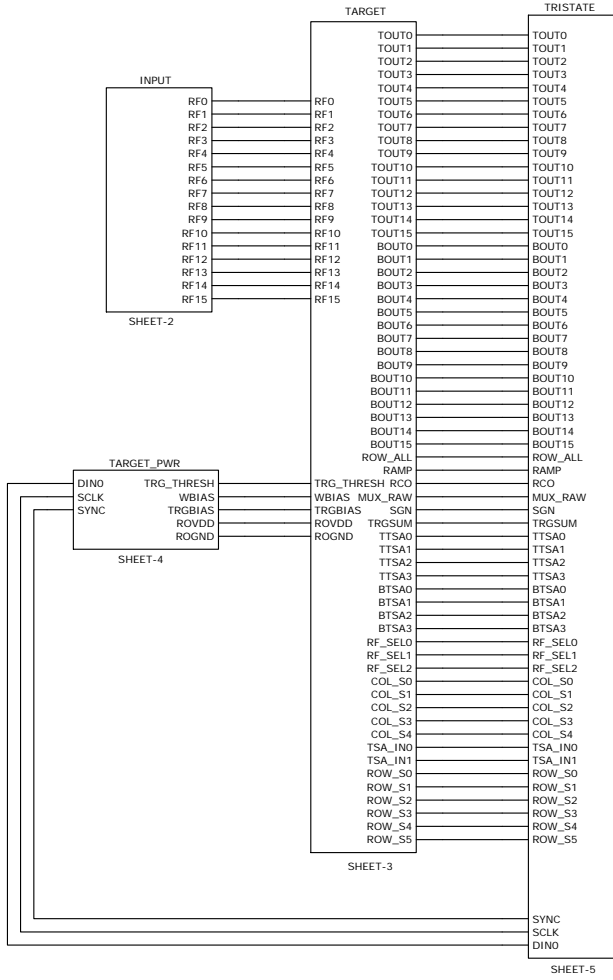 TARGET
TRISTATE
INPUT
TOUT0 TOUT0
TOUT1 TOUT1
TOUT2 TOUT2
TOUT3 TOUT3
TOUT4 TOUT4
RF0 RF0 TOUT5 TOUT5
RF1 RF1 TOUT6 TOUT6
RF2 RF2 TOUT7 TOUT7
RF3 RF3 TOUT8 TOUT8
RF4 RF4 TOUT9 TOUT9
RF5 RF5 TOUT10 TOUT10
RF6 RF6 TOUT11 TOUT11
RF7 RF7 TOUT12 TOUT12
RF8 RF8 TOUT13 TOUT13
RF9 RF9 TOUT14 TOUT14
RF10 RF10 TOUT15 TOUT15
RF11 RF11 BOUT0 BOUT0
RF12 RF12 BOUT1 BOUT1
RF13 RF13 BOUT2 BOUT2
RF14 RF14 BOUT3 BOUT3
RF15 RF15 BOUT4 BOUT4
SHEET-2
BOUT5 BOUT5
BOUT6 BOUT6
BOUT7 BOUT7
BOUT8 BOUT8
BOUT9 BOUT9
BOUT10 BOUT10
BOUT11 BOUT11
BOUT12 BOUT12
BOUT13 BOUT13
BOUT14 BOUT14
BOUT15 BOUT15
ROW_ALL ROW_ALL
TARGET_PWR
RAMP RAMP
DIN0 TRG_THRESH TRG_THRESH RCO RCO
SCLK WBIAS WBIAS MUX_RAW MUX_RAW
SYNC TRGBIAS TRGBIAS SGN SGN
ROVDD ROVDD TRGSUM TRGSUM
ROGND ROGND TTSA0 TTSA0
SHEET-4
TTSA1 TTSA1
TTSA2 TTSA2
TTSA3 TTSA3
BTSA0 BTSA0
BTSA1 BTSA1
BTSA2 BTSA2
BTSA3 BTSA3
RF_SEL0 RF_SEL0
RF_SEL1 RF_SEL1
RF_SEL2 RF_SEL2
COL_S0 COL_S0
COL_S1 COL_S1
COL_S2 COL_S2
COL_S3 COL_S3
COL_S4 COL_S4
TSA_IN0 TSA_IN0
TSA_IN1 TSA_IN1
ROW_S0 ROW_S0
ROW_S1 ROW_S1
ROW_S2 ROW_S2
ROW_S3 ROW_S3
ROW_S4 ROW_S4
ROW_S5 ROW_S5
SHEET-3
SYNC
SCLK
DIN0
SHEET-5